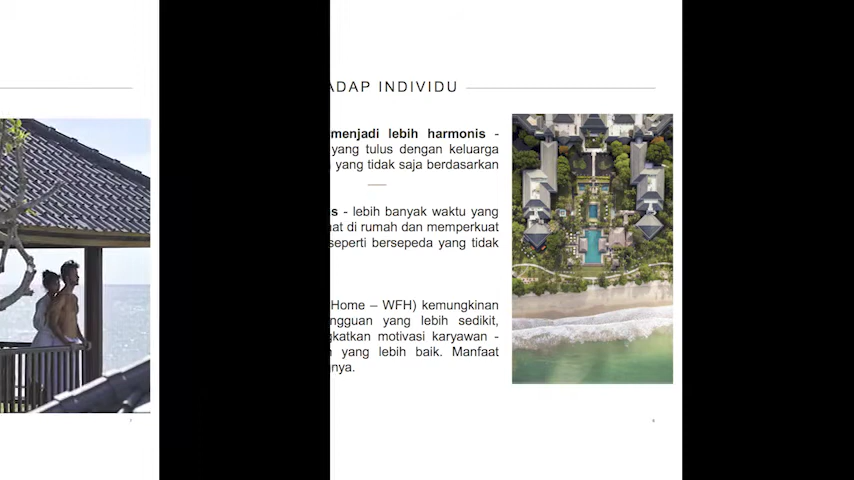 ADAP INDIVIDU
menjadi lebih harmonis -
yang tulus dengan keluarga
yang tidak saja berdasarkan
s - lebih banyak waktu yang
at di rumah dan memperkuat
seperti bersepeda yang tidak
Home – WFH) kemungkinan
ngguan yang lebih sedikit,
gkatkan motivasi karyawan -
yang lebih baik. Manfaat
nya.